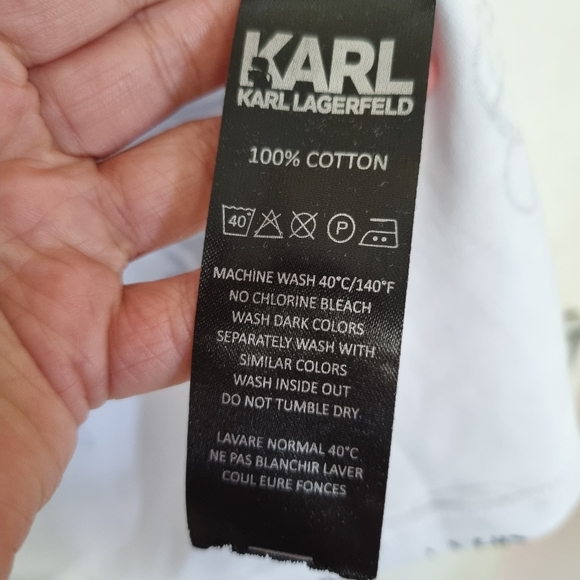 KARL
KARL LAGERFELD
100% COTTON
40° P
MACHINE WASH 40°C/140°F
NO CHLORINE BLEACH
WASH DARK COLORS
SEPARATELY WASH WITH
SIMILAR COLORS
WASH INSIDE OUT
DO NOT TUMBLE DRY.
LAVARE NORMAL 40°C
NE PAS BLANCHIR LAVER
COUL EURE FONCES